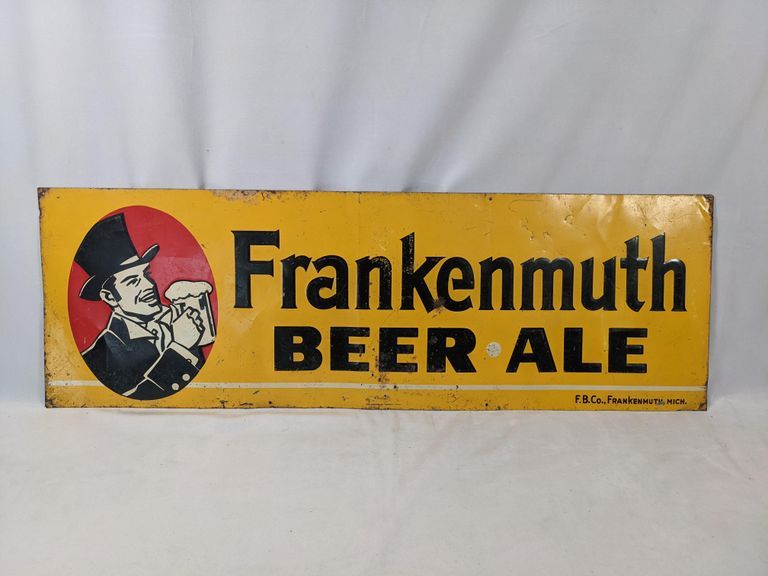 Frankenmuth
BEER · ALE
F.B.CO., FRANKENMUTH, MICH.